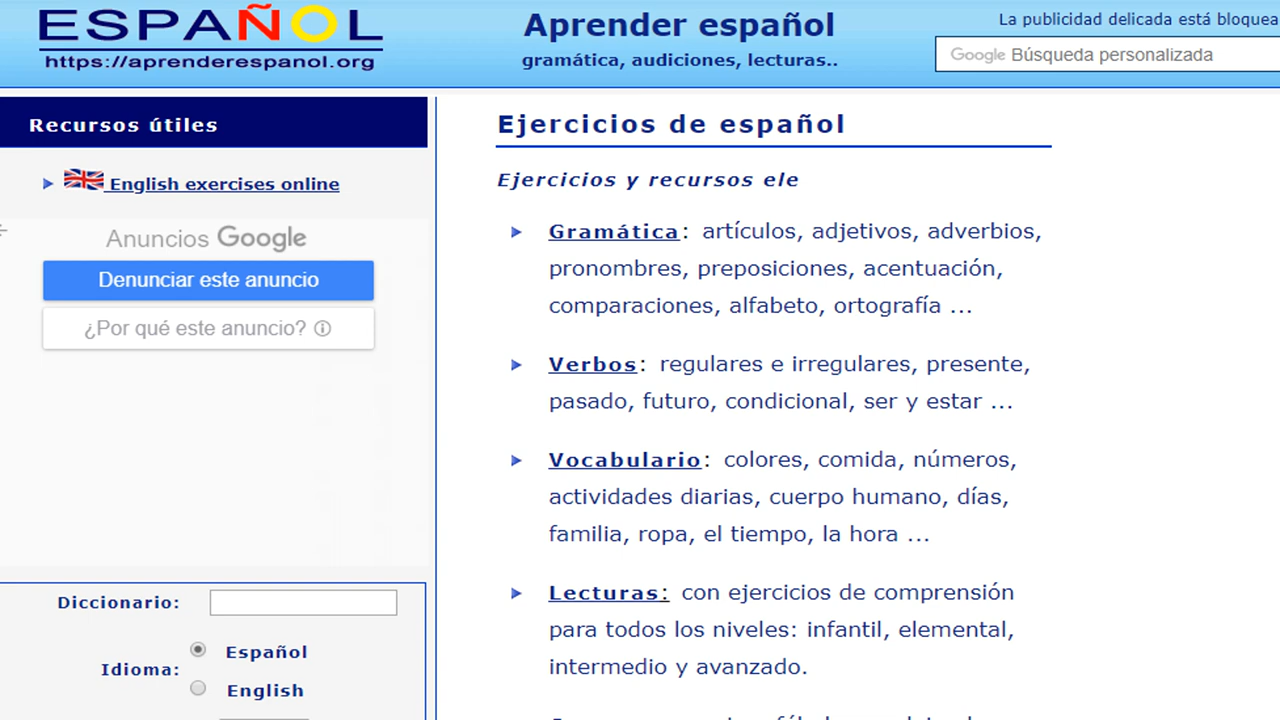 ESPAÑOL
https://aprenderespanol.org
Aprender español
gramática, audiciones, lecturas..
La publicidad delicada está
Google Búsqueda personalizada
Recursos útiles
English exercises online
Anuncios Google
Denunciar este anuncio
¿Por qué este anuncio?
Diccionario:
Idioma:
Español
English
Ejercicios de español
Ejercicios y recursos ele
Gramática: artículos, adjetivos, adverbios,
pronombres, preposiciones, acentuación,
comparaciones, alfabeto, ortografía ...
Verbos: regulares e irregulares, presente,
pasado, futuro, condicional, ser y estar ...
Vocabulario: colores, comida, números,
actividades diarias, cuerpo humano, días,
familia, ropa, el tiempo, la hora ...
Lecturas: con ejercicios de comprensión
para todos los niveles: infantil, elemental,
intermedio y avanzado.